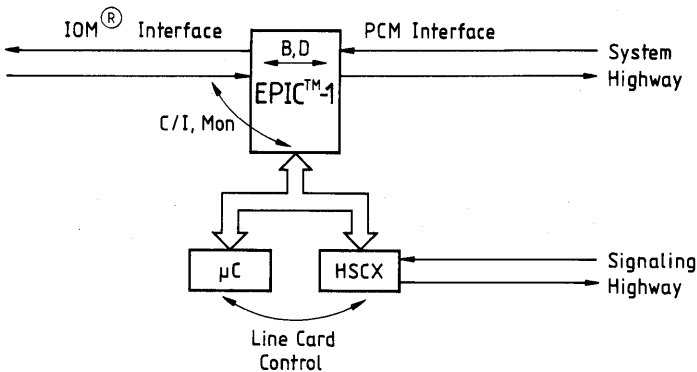 IOM® Interface
PCM Interface
B,D
EPIC™-1
System
Highway
C/I, Mon
µC
HSCX
Signaling
Highway
Line Card
Control